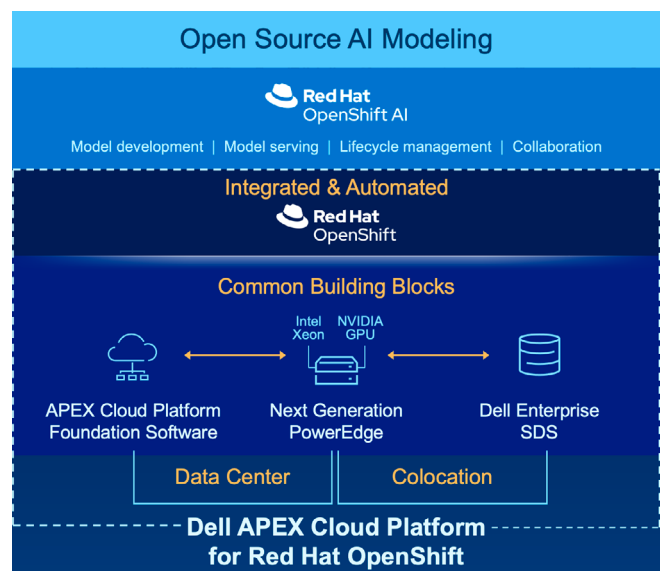 Open Source AI Modeling
Red Hat
OpenShift AI
Model development | Model serving | Lifecycle management | Collaboration
Integrated & Automated
Red Hat
OpenShift
Common Building Blocks
Intel
Xeon
NVIDIA
GPU
APEX Cloud Platform
Foundation Software
Next Generation
PowerEdge
Dell Enterprise
SDS
Data Center
Colocation
Dell APEX Cloud Platform
for Red Hat OpenShift